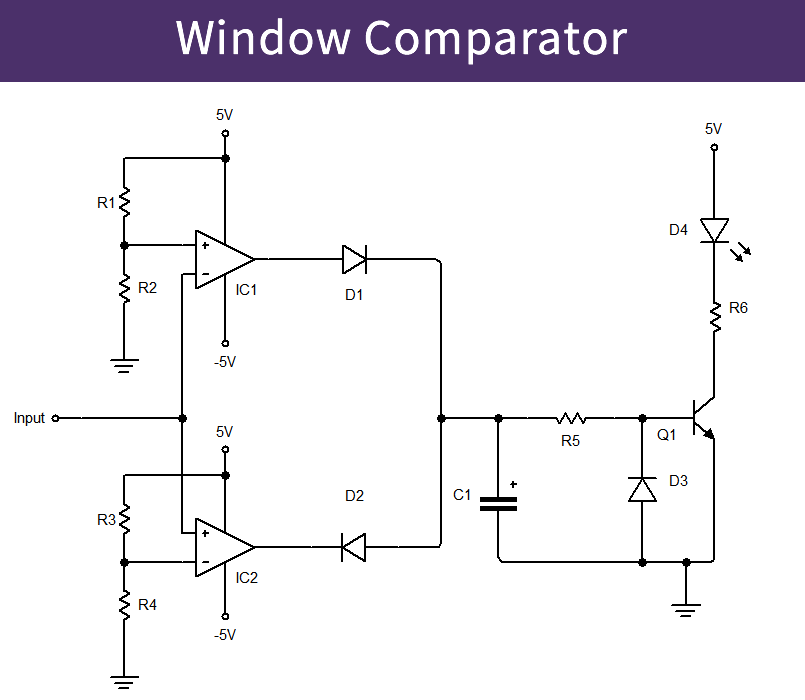 Window Comparator
5V
5V
R1
D4
+
-
R2
IC1
D1
R6
-5V
Input
5V
R5
Q1
D2
D3
C1
+
R3
+
-
IC2
R4
-5V